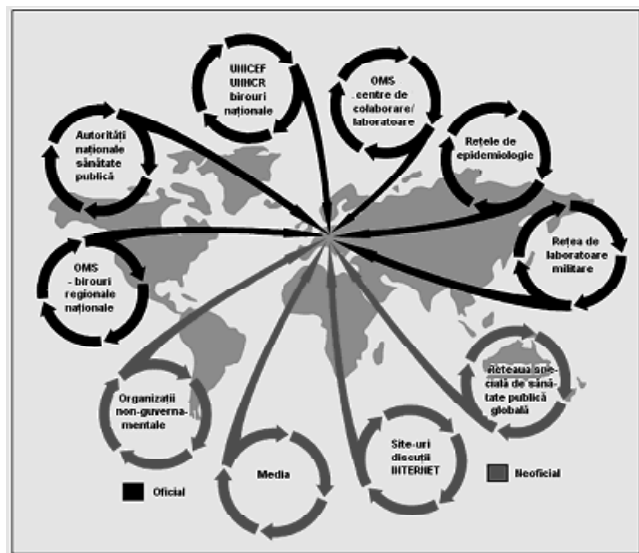 UNICEF
UNHCR
birouri
naționale
OMS
centre de
colaborare/
laboratoare
Autorități
naționale
sănătate
publică
Rețele de
epidemiologie
Rețea de
laboratoare
militare
OMS
- birouri
regionale
naționale
Rețeaua spe-
cială de sănă-
tate publică
globală
Organizații
non-guverna-
mentale
Media
Site-uri
discuții
INTERNET
Oficial
Neoficial